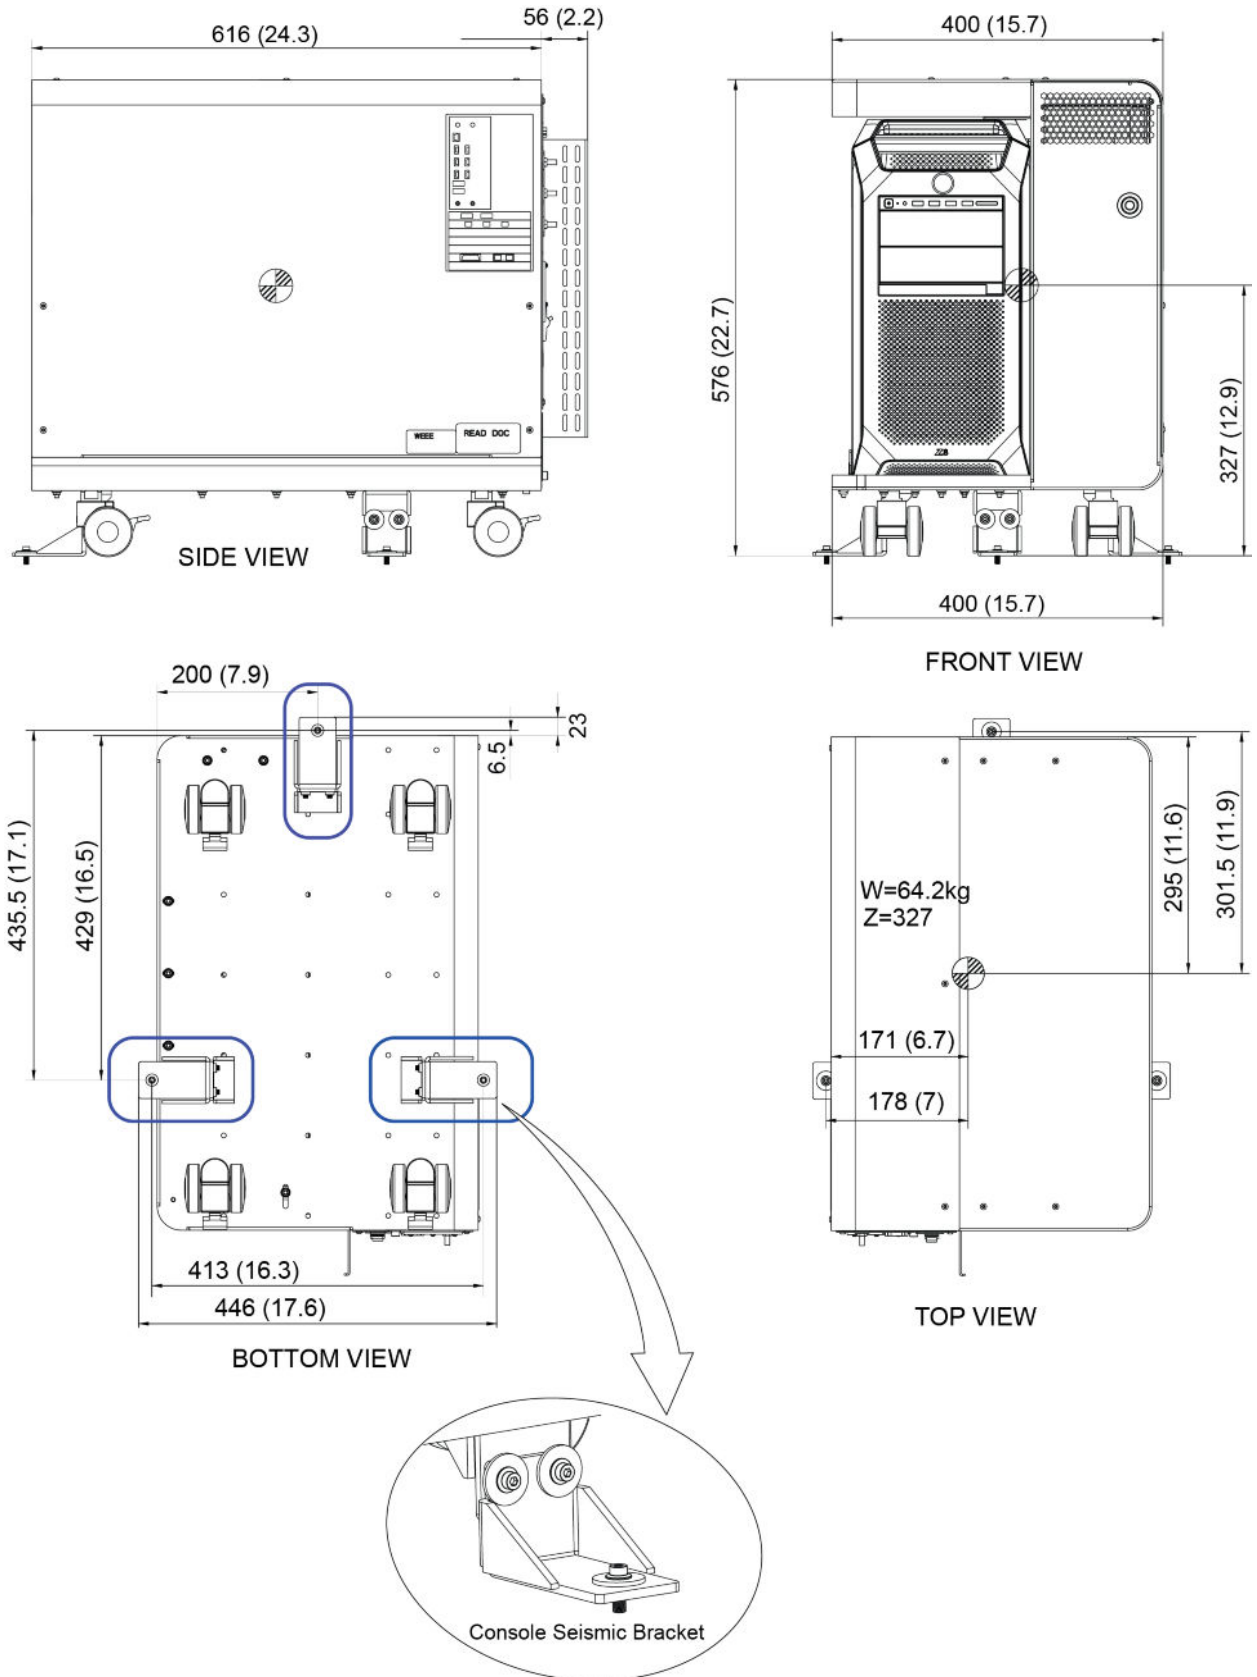 616 (24.3)
56 (2.2)
WEEE
READ DOC
SIDE VIEW
400 (15.7)
576 (22.7)
327 (12.9)
400 (15.7)
FRONT VIEW
200 (7.9)
23
6.5
435.5 (17.1)
429 (16.5)
413 (16.3)
446 (17.6)
BOTTOM VIEW
W=64.2kg
Z=327
295 (11.6)
301.5 (11.9)
171 (6.7)
178 (7)
TOP VIEW
Console Seismic Bracket